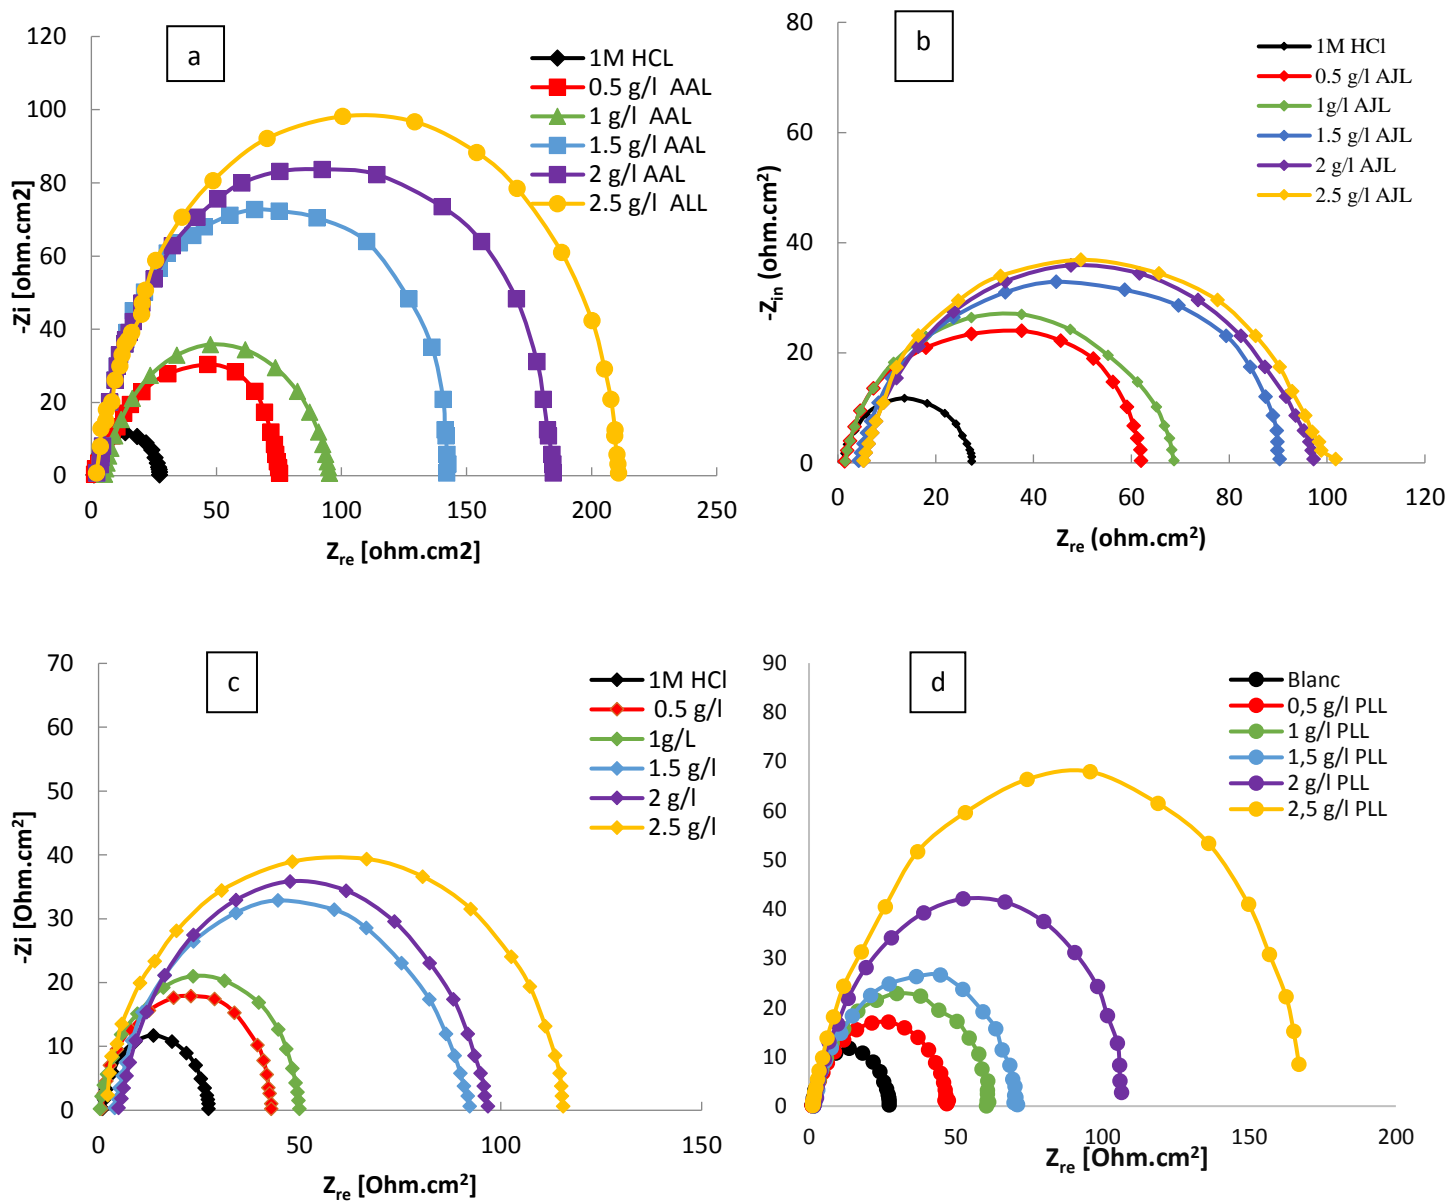 a
120
100
80
60
40
20
0
-Zi [ohm.cm2]
0 50 100 150 200 250
Zre [ohm.cm2]
1M HCL
0.5 g/l AAL
1 g/l AAL
1.5 g/l AAL
2 g/l AAL
2.5 g/l ALL
b
80
60
40
20
0
-Zin (ohm.cm²)
0 20 40 60 80 100 120
Zre (ohm.cm²)
1M HCl
0.5 g/l AJL
1g/l AJL
1.5 g/l AJL
2 g/l AJL
2.5 g/l AJL
c
70
60
50
40
30
20
10
0
-Zi [Ohm.cm²]
0 50 100 150
Zre [Ohm.cm²]
1M HCl
0.5 g/l
1g/L
1.5 g/l
2 g/l
2.5 g/l
d
90
80
70
60
50
40
30
20
10
0
0 50 100 150 200
Zre [Ohm.cm²]
Blanc
0,5 g/l PLL
1 g/l PLL
1,5 g/l PLL
2 g/l PLL
2,5 g/l PLL